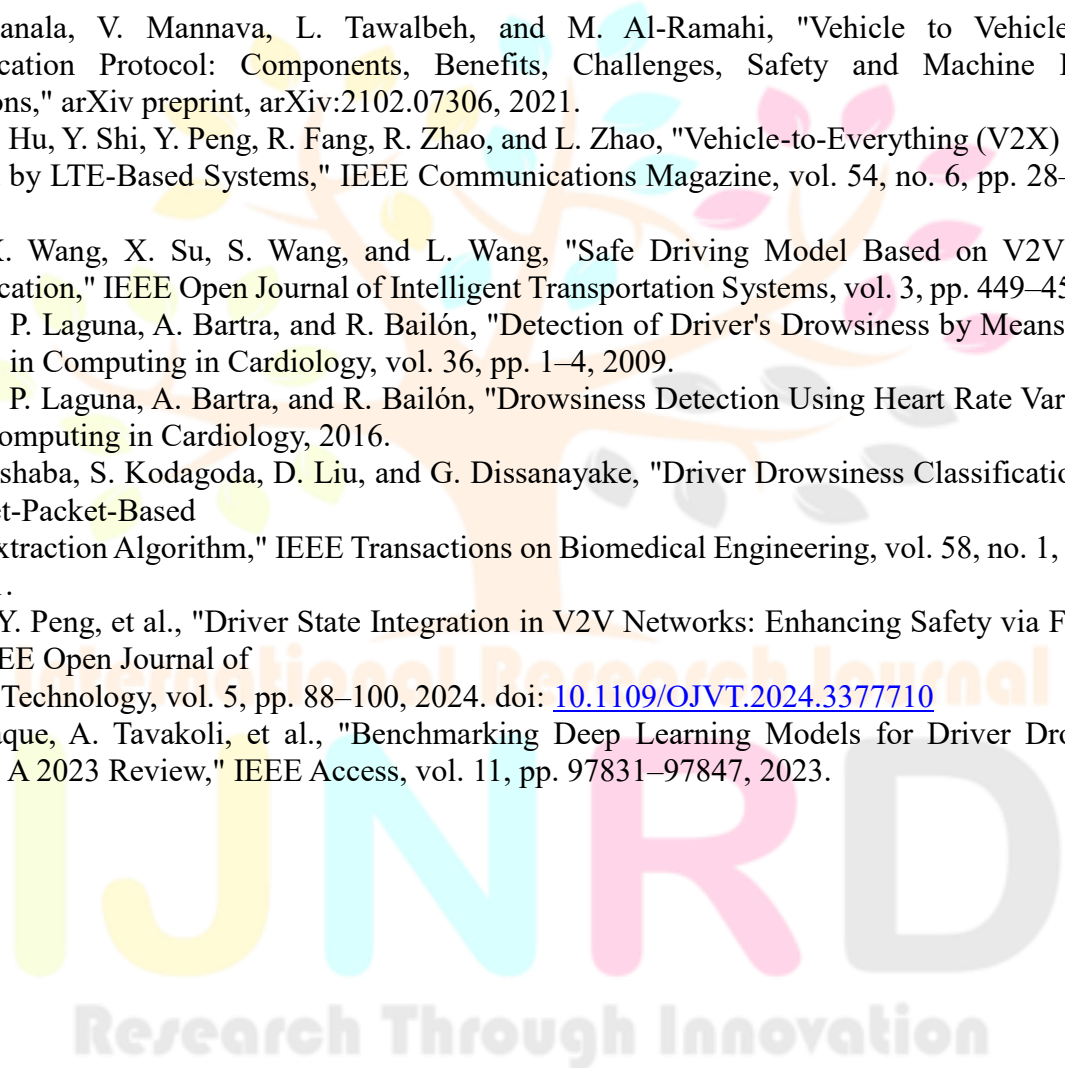 anala, V. Mannava, L. Tawalbeh, and M. Al-Ramahi, "Vehicle to Vehicle
cation Protocol: Components, Benefits, Challenges, Safety and Machine
ons," arXiv preprint, arXiv:2102.07306, 2021.
Hu, Y. Shi, Y. Peng, R. Fang, R. Zhao, and L. Zhao, "Vehicle-to-Everything (V2X)
by LTE-Based Systems," IEEE Communications Magazine, vol. 54, no. 6, pp. 28–
. Wang, X. Su, S. Wang, and L. Wang, "Safe Driving Model Based on V2V
cation," IEEE Open Journal of Intelligent Transportation Systems, vol. 3, pp. 449–45
P. Laguna, A. Bartra, and R. Bailón, "Detection of Driver's Drowsiness by Means
in Computing in Cardiology, vol. 36, pp. 1–4, 2009.
P. Laguna, A. Bartra, and R. Bailón, "Drowsiness Detection Using Heart Rate Var
omputing in Cardiology, 2016.
shaba, S. Kodagoda, D. Liu, and G. Dissanayake, "Driver Drowsiness Classificatio
et-Packet-Based
xtraction Algorithm," IEEE Transactions on Biomedical Engineering, vol. 58, no. 1,
.
Y. Peng, et al., "Driver State Integration in V2V Networks: Enhancing Safety via F
EE Open Journal of
Technology, vol. 5, pp. 88–100, 2024. doi: 10.1109/OJVT.2024.3377710
International Research Journal
aque, A. Tavakoli, et al., "Benchmarking Deep Learning Models for Driver Dro
A 2023 Review," IEEE Access, vol. 11, pp. 97831–97847, 2023.
IJNRD
Research Through Innovation